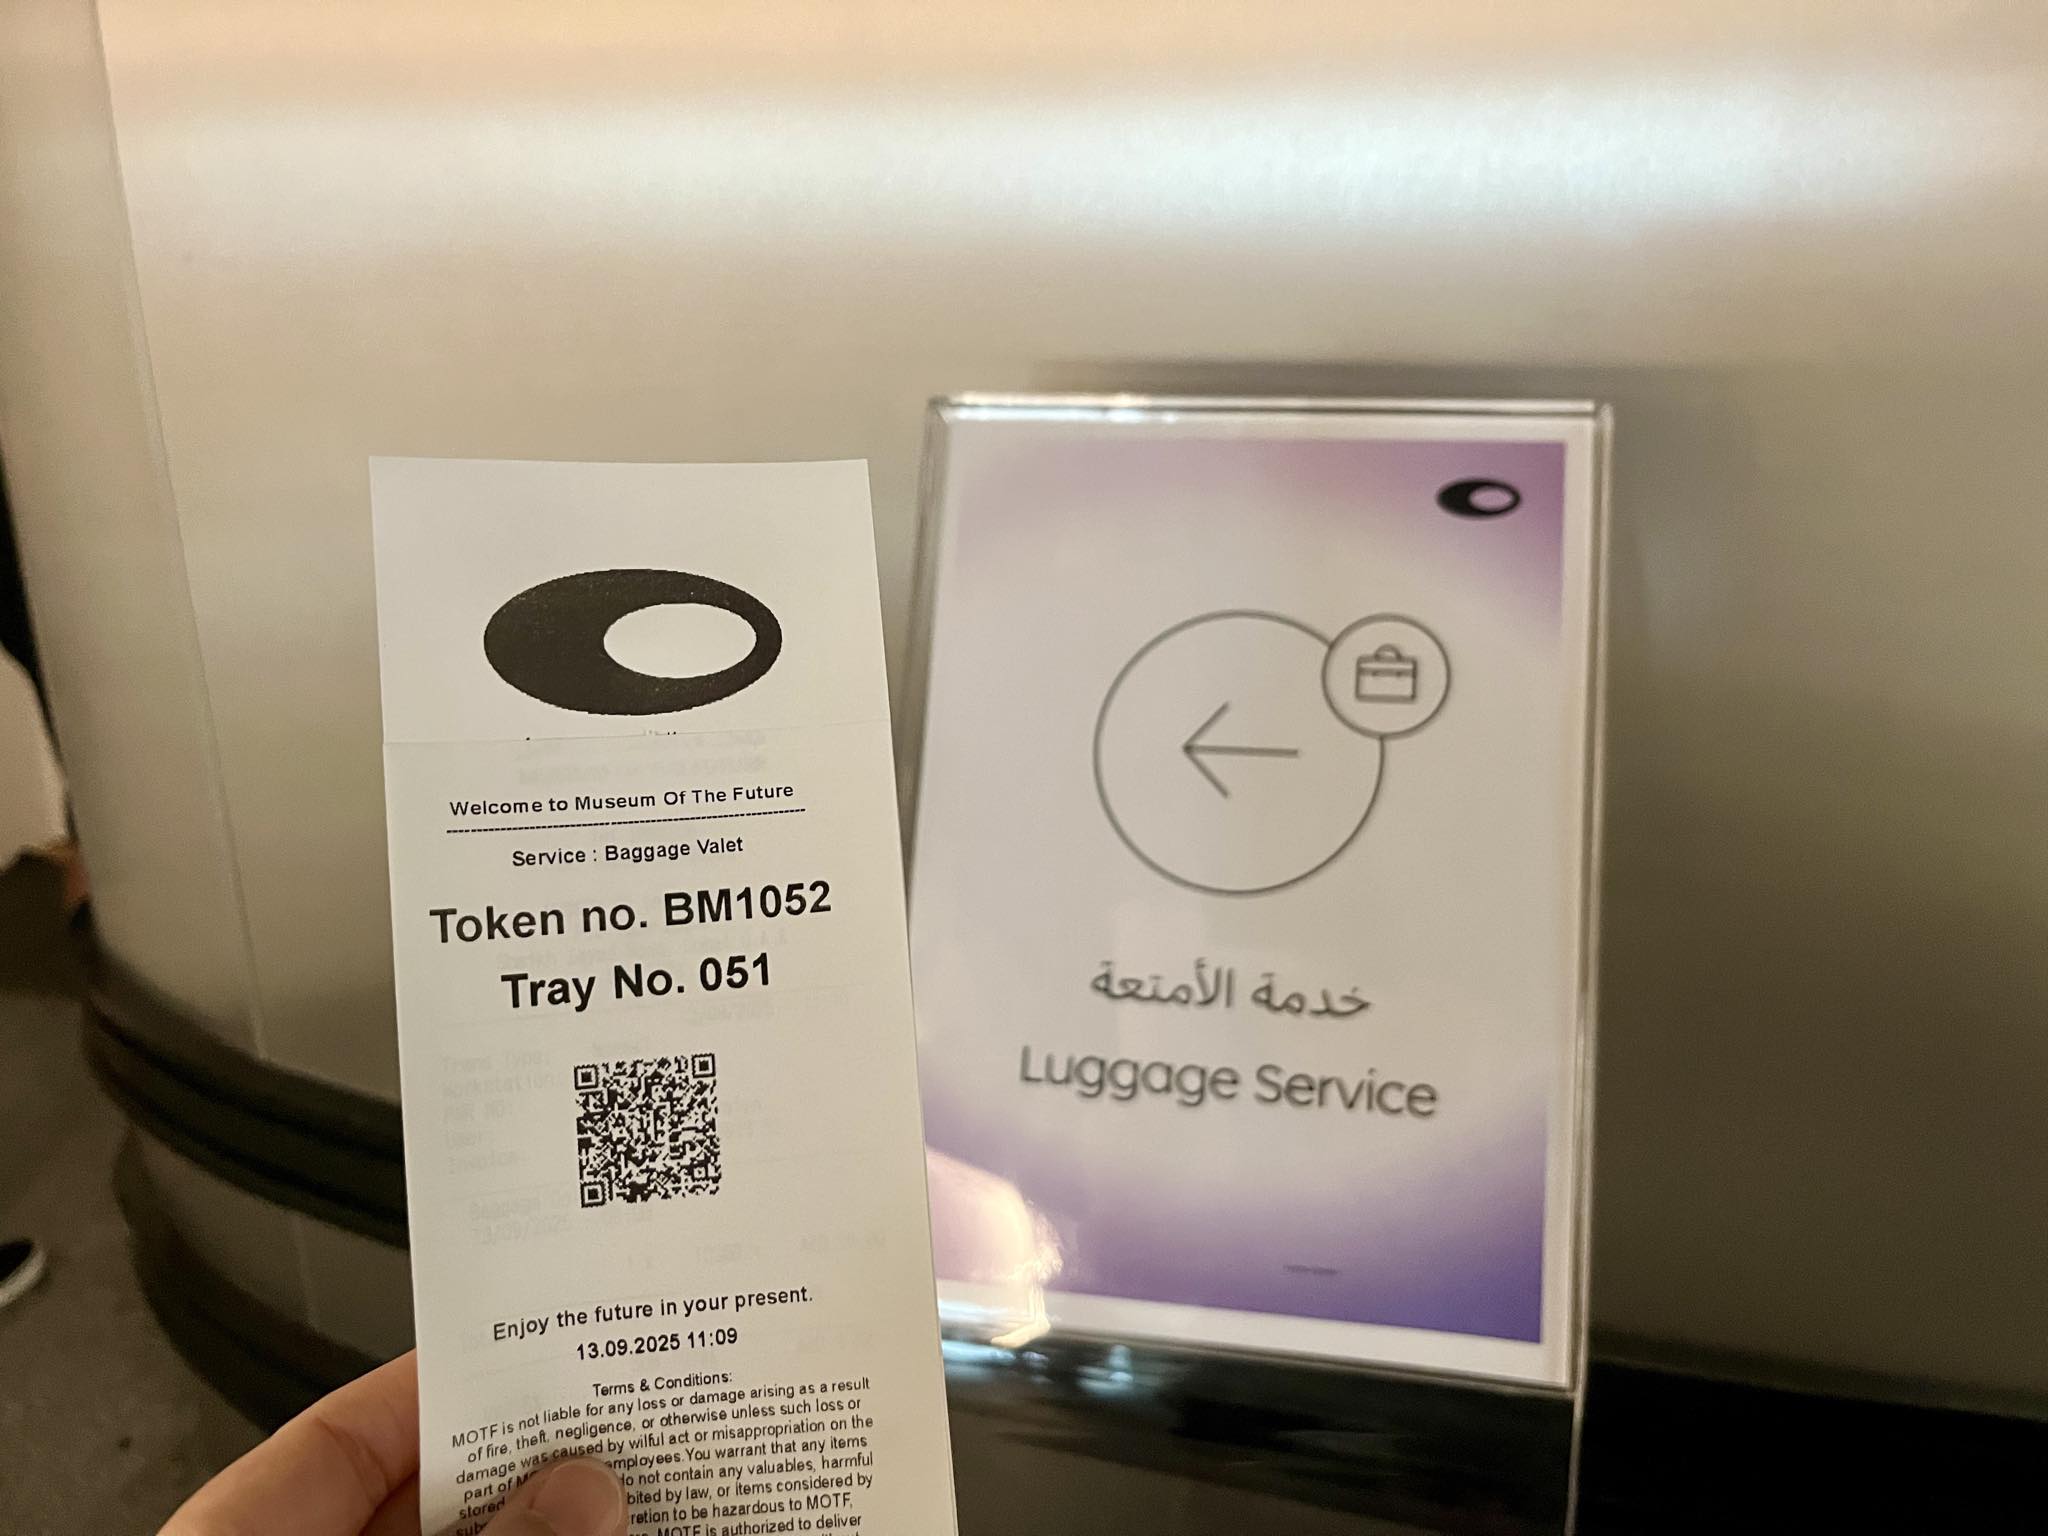 Welcome to Museum Of The Future
Service : Baggage Valet
Token no. BM1052
Tray No. 051
Enjoy the future in your present.
13.09.2025 11:09
Terms & Conditions:
MOTF is not liable for any loss or damage arising as a result
of fire, theft, negligence, or otherwise unless such loss or
damage was caused by wilful act or misappropriation on the
part of employees.You warrant that any items
stored do not contain any valuables, harmful
by law, or items considered by
to be hazardous to MOTF,
MOTF is authorized to deliver
خدمة الأمتعة
Luggage Service